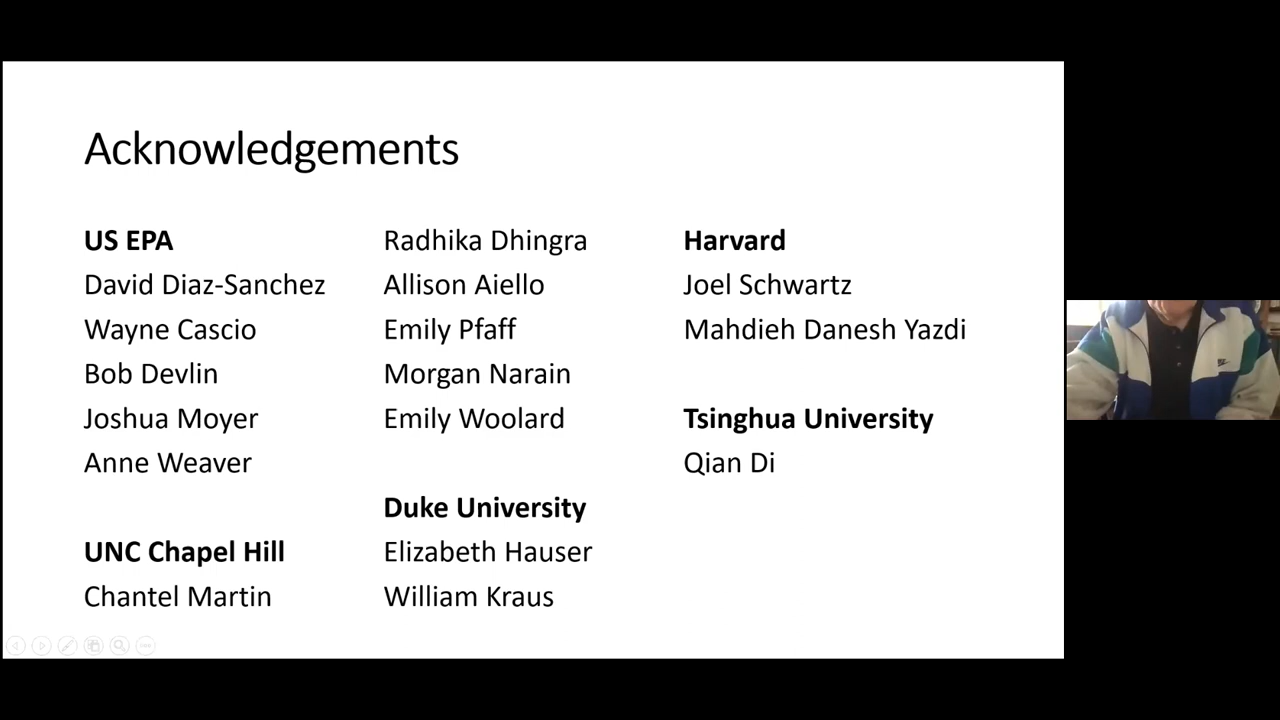 Acknowledgements
US EPA
David Diaz-Sanchez
Wayne Cascio
Bob Devlin
Joshua Moyer
Anne Weaver
UNC Chapel Hill
Chantel Martin
Radhika Dhingra
Allison Aiello
Emily Pfaff
Morgan Narain
Emily Woolard
Duke University
Elizabeth Hauser
William Kraus
Harvard
Joel Schwartz
Mahdieh Danesh Yazdi
Tsinghua University
Qian Di